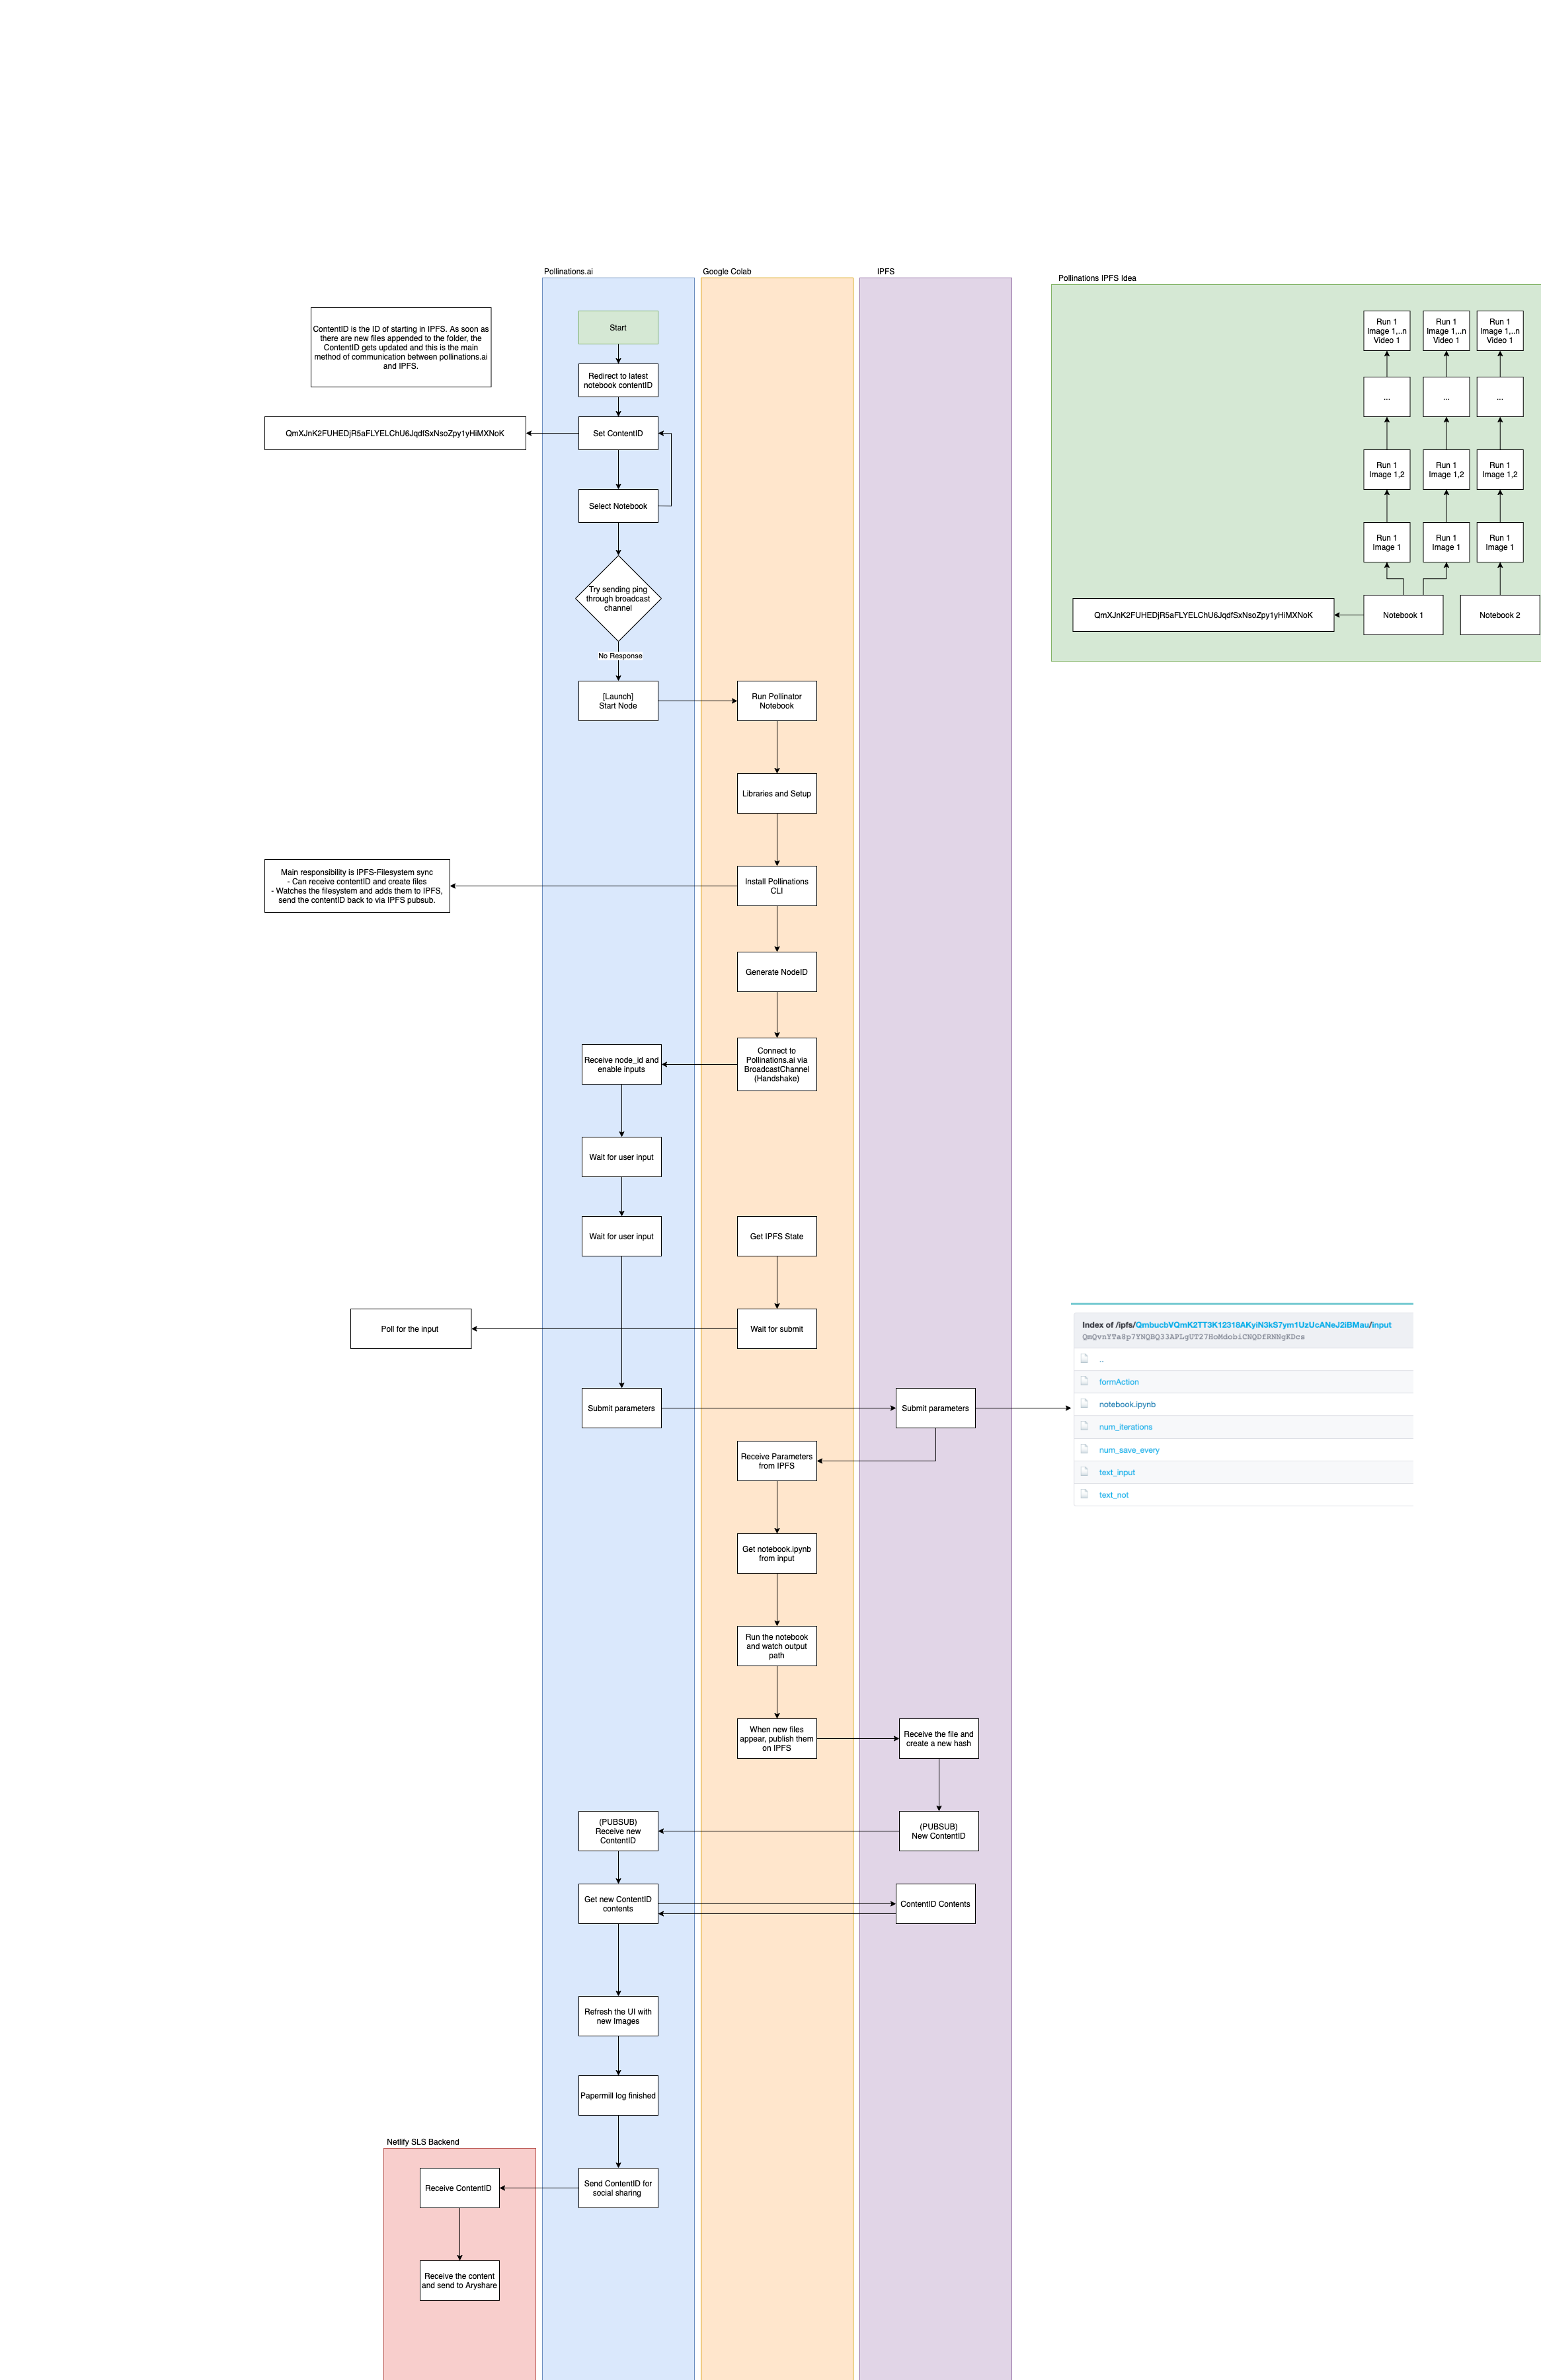 Pollinations.ai
Google Colab
IPFS
Pollinations IPFS Idea
ContentID is the ID of starting in IPFS. As soon as
there are new files appended to the folder, the
ContentID gets updated and this is the main
method of communication between pollinations.ai
and IPFS.
Start
Redirect to latest
notebook contentID
QmXJnK2FUHEDjR5aFLYELChU6JqdfSxNsoZpy1yHiMXNoK
Set ContentID
Select Notebook
Try sending ping
through broadcast
channel
No Response
[Launch]
Start Node
Run 1
Image 1,..n
Video 1
Run 1
Image 1,..n
Video 1
Run 1
Image 1,..n
Video 1
...
...
...
Run 1
Image 1,2
Run 1
Image 1,2
Run 1
Image 1,2
Run 1
Image 1
Run 1
Image 1
Run 1
Image 1
QmXJnK2FUHEDjR5aFLYELChU6JqdfSxNsoZpy1yHiMXNoK
Notebook 1
Notebook 2
Run Pollinator
Notebook
Libraries and Setup
Main responsibility is IPFS-Filesystem sync
- Can receive contentID and create files
- Watches the filesystem and adds them to IPFS,
send the contentID back to via IPFS pubsub.
Install Pollinations
CLI
Generate NodeID
Receive node_id and
enable inputs
Connect to
Pollinations.ai via
BroadcastChannel
(Handshake)
Wait for user input
Wait for user input
Get IPFS State
Poll for the input
Wait for submit
Submit parameters
Submit parameters
Index of /ipfs/QmbucbVQmK2TT3K12318AKyiN3kS7ym1UzUcANeJ2iBMau/input
QmQvnYTa8p7YNQBQ33APLgUT27HoMdobiCNQDfRNNgKDcs
..
formAction
notebook.ipynb
num_iterations
num_save_every
text_input
text_not
Receive Parameters
from IPFS
Get notebook.ipynb
from input
Run the notebook
and watch output
path
When new files
appear, publish them
on IPFS
Receive the file and
create a new hash
(PUBSUB)
Receive new
ContentID
(PUBSUB)
New ContentID
Get new ContentID
contents
ContentID Contents
Refresh the UI with
new Images
Papermill log finished
Netlify SLS Backend
Receive ContentID
Send ContentID for
social sharing
Receive the content
and send to Aryshare